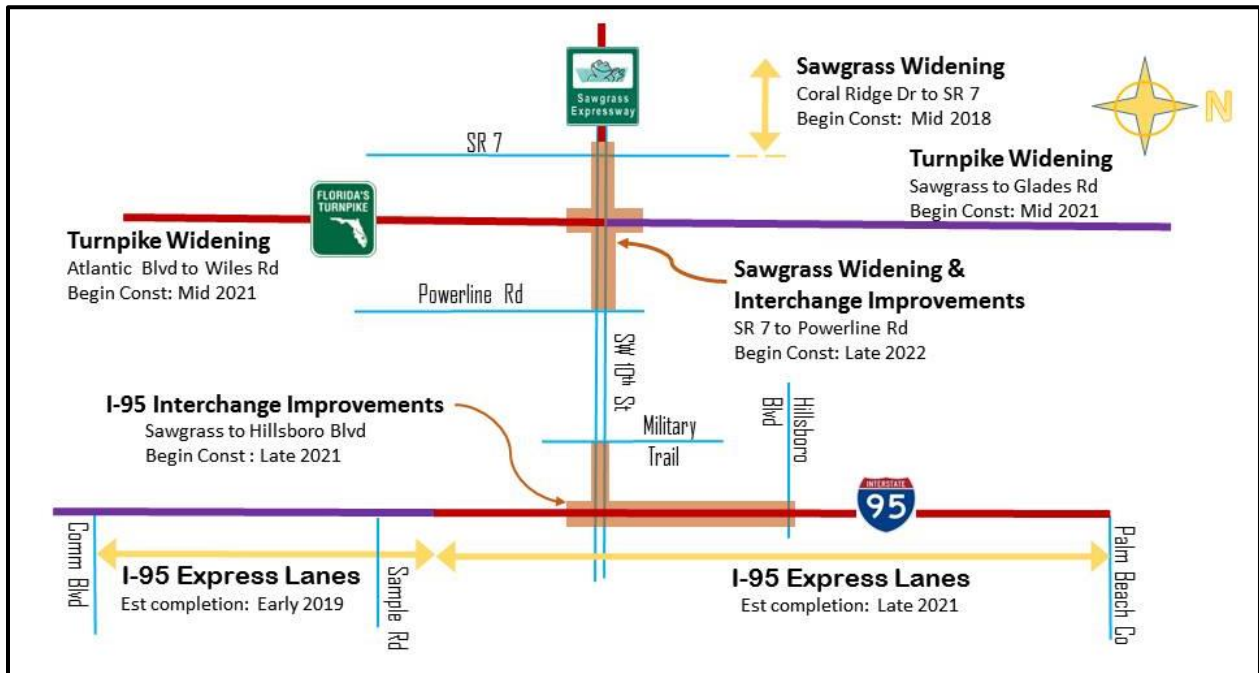 Sawgrass
Expressway
Sawgrass Widening
Coral Ridge Dr to SR 7
Begin Const: Mid 2018
N
SR 7
FLORIDA'S
TURNPIKE
Turnpike Widening
Sawgrass to Glades Rd
Begin Const: Mid 2021
Turnpike Widening
Atlantic Blvd to Wiles Rd
Begin Const: Mid 2021
Powerline Rd
Sawgrass Widening &
Interchange Improvements
SR 7 to Powerline Rd
Begin Const: Late 2022
SW 10th St
I-95 Interchange Improvements
Sawgrass to Hillsboro Blvd
Begin Const : Late 2021
Military
Trail
Hillsboro
Blvd
INTERSTATE
95
Comm Blvd
I-95 Express Lanes
Est completion: Early 2019
Sample Rd
I-95 Express Lanes
Est completion: Late 2021
Palm Beach Co